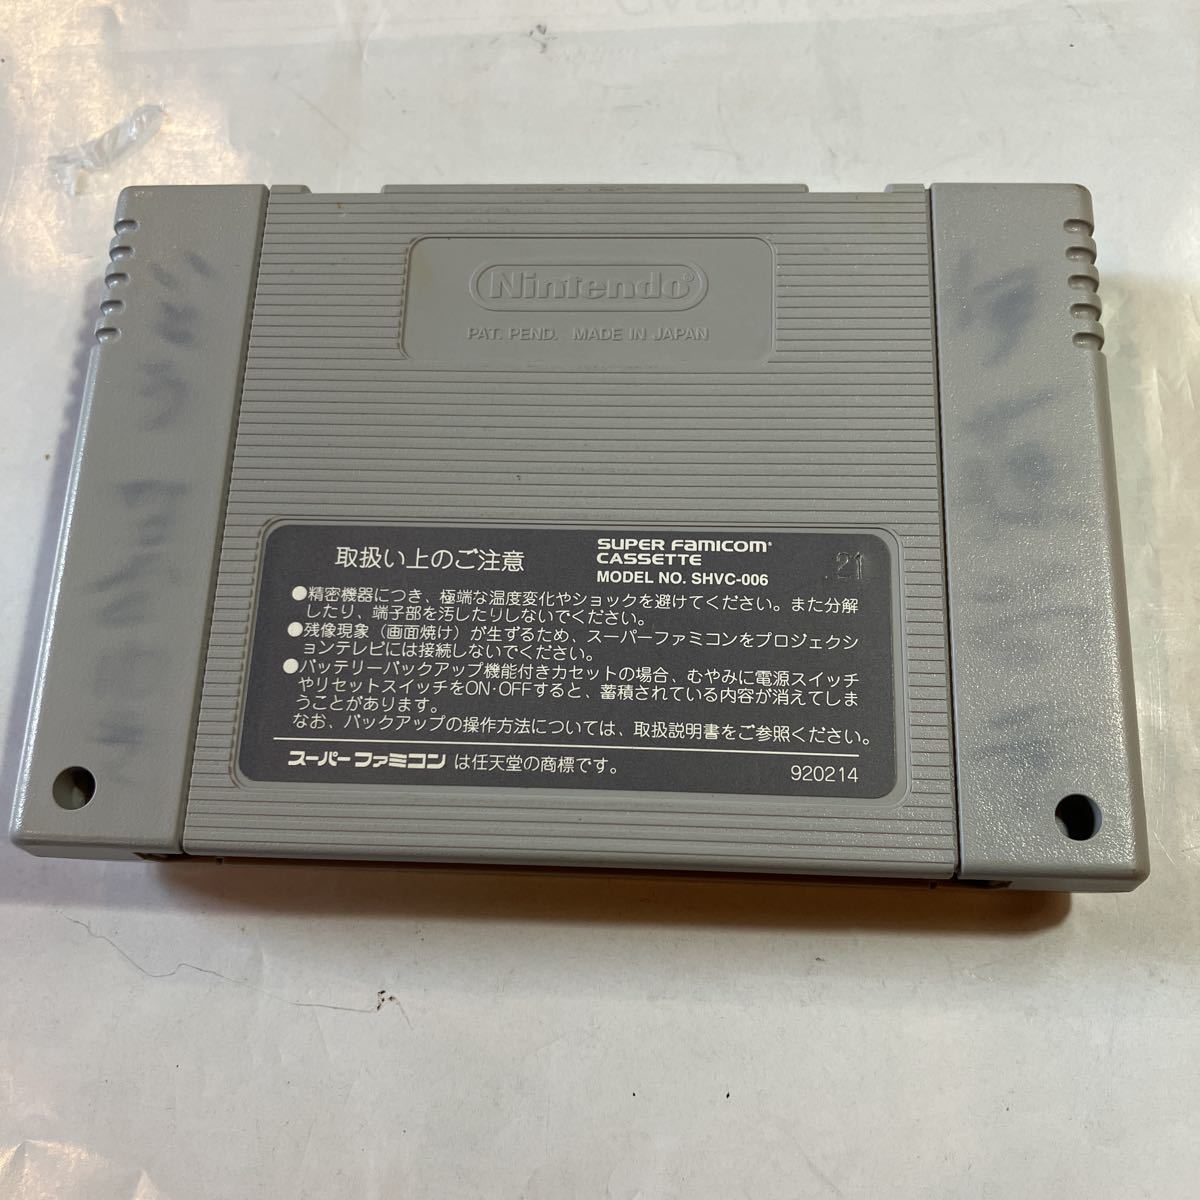 Nintendo®
PAT. PEND. MADE IN JAPAN
取扱い上のご注意
SUPER FAMICOM®
CASSETTE
MODEL NO. SHVC-006
21
●精密機器につき、極端な温度変化やショックを避けてください。また分解
したり、端子部を汚したりしないでください。
●残像現象（画面焼け）が生ずるため、スーパーファミコンをプロジェクシ
ョンテレビには接続しないでください。
●バッテリーバックアップ機能付きカセットの場合、むやみに電源スイッチ
やリセットスイッチをON・OFFすると、蓄積されている内容が消えてしま
うことがあります。
なお、バックアップの操作方法については、取扱説明書をご参照ください。
スーパーファミコン は任天堂の商標です。
920214